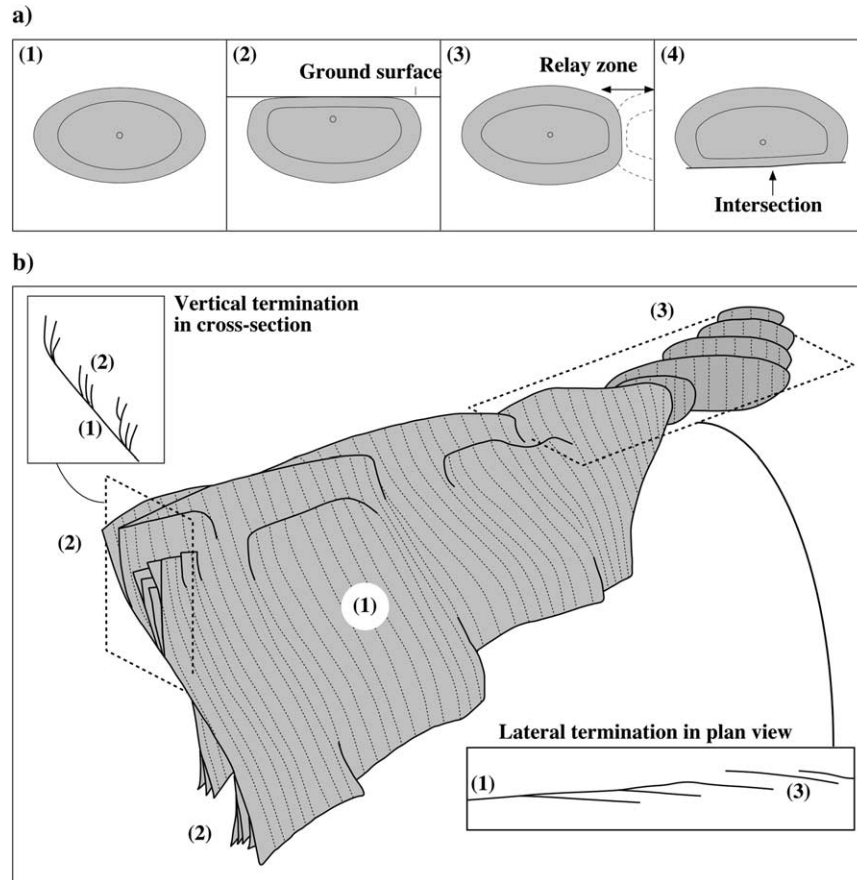 a)
(1)
(2)
Ground surface
(3)
Relay zone
(4)
Intersection
b)
Vertical termination
in cross-section
(2)
(1)
(3)
(2)
(1)
(2)
Lateral termination in plan view
(1)
(3)